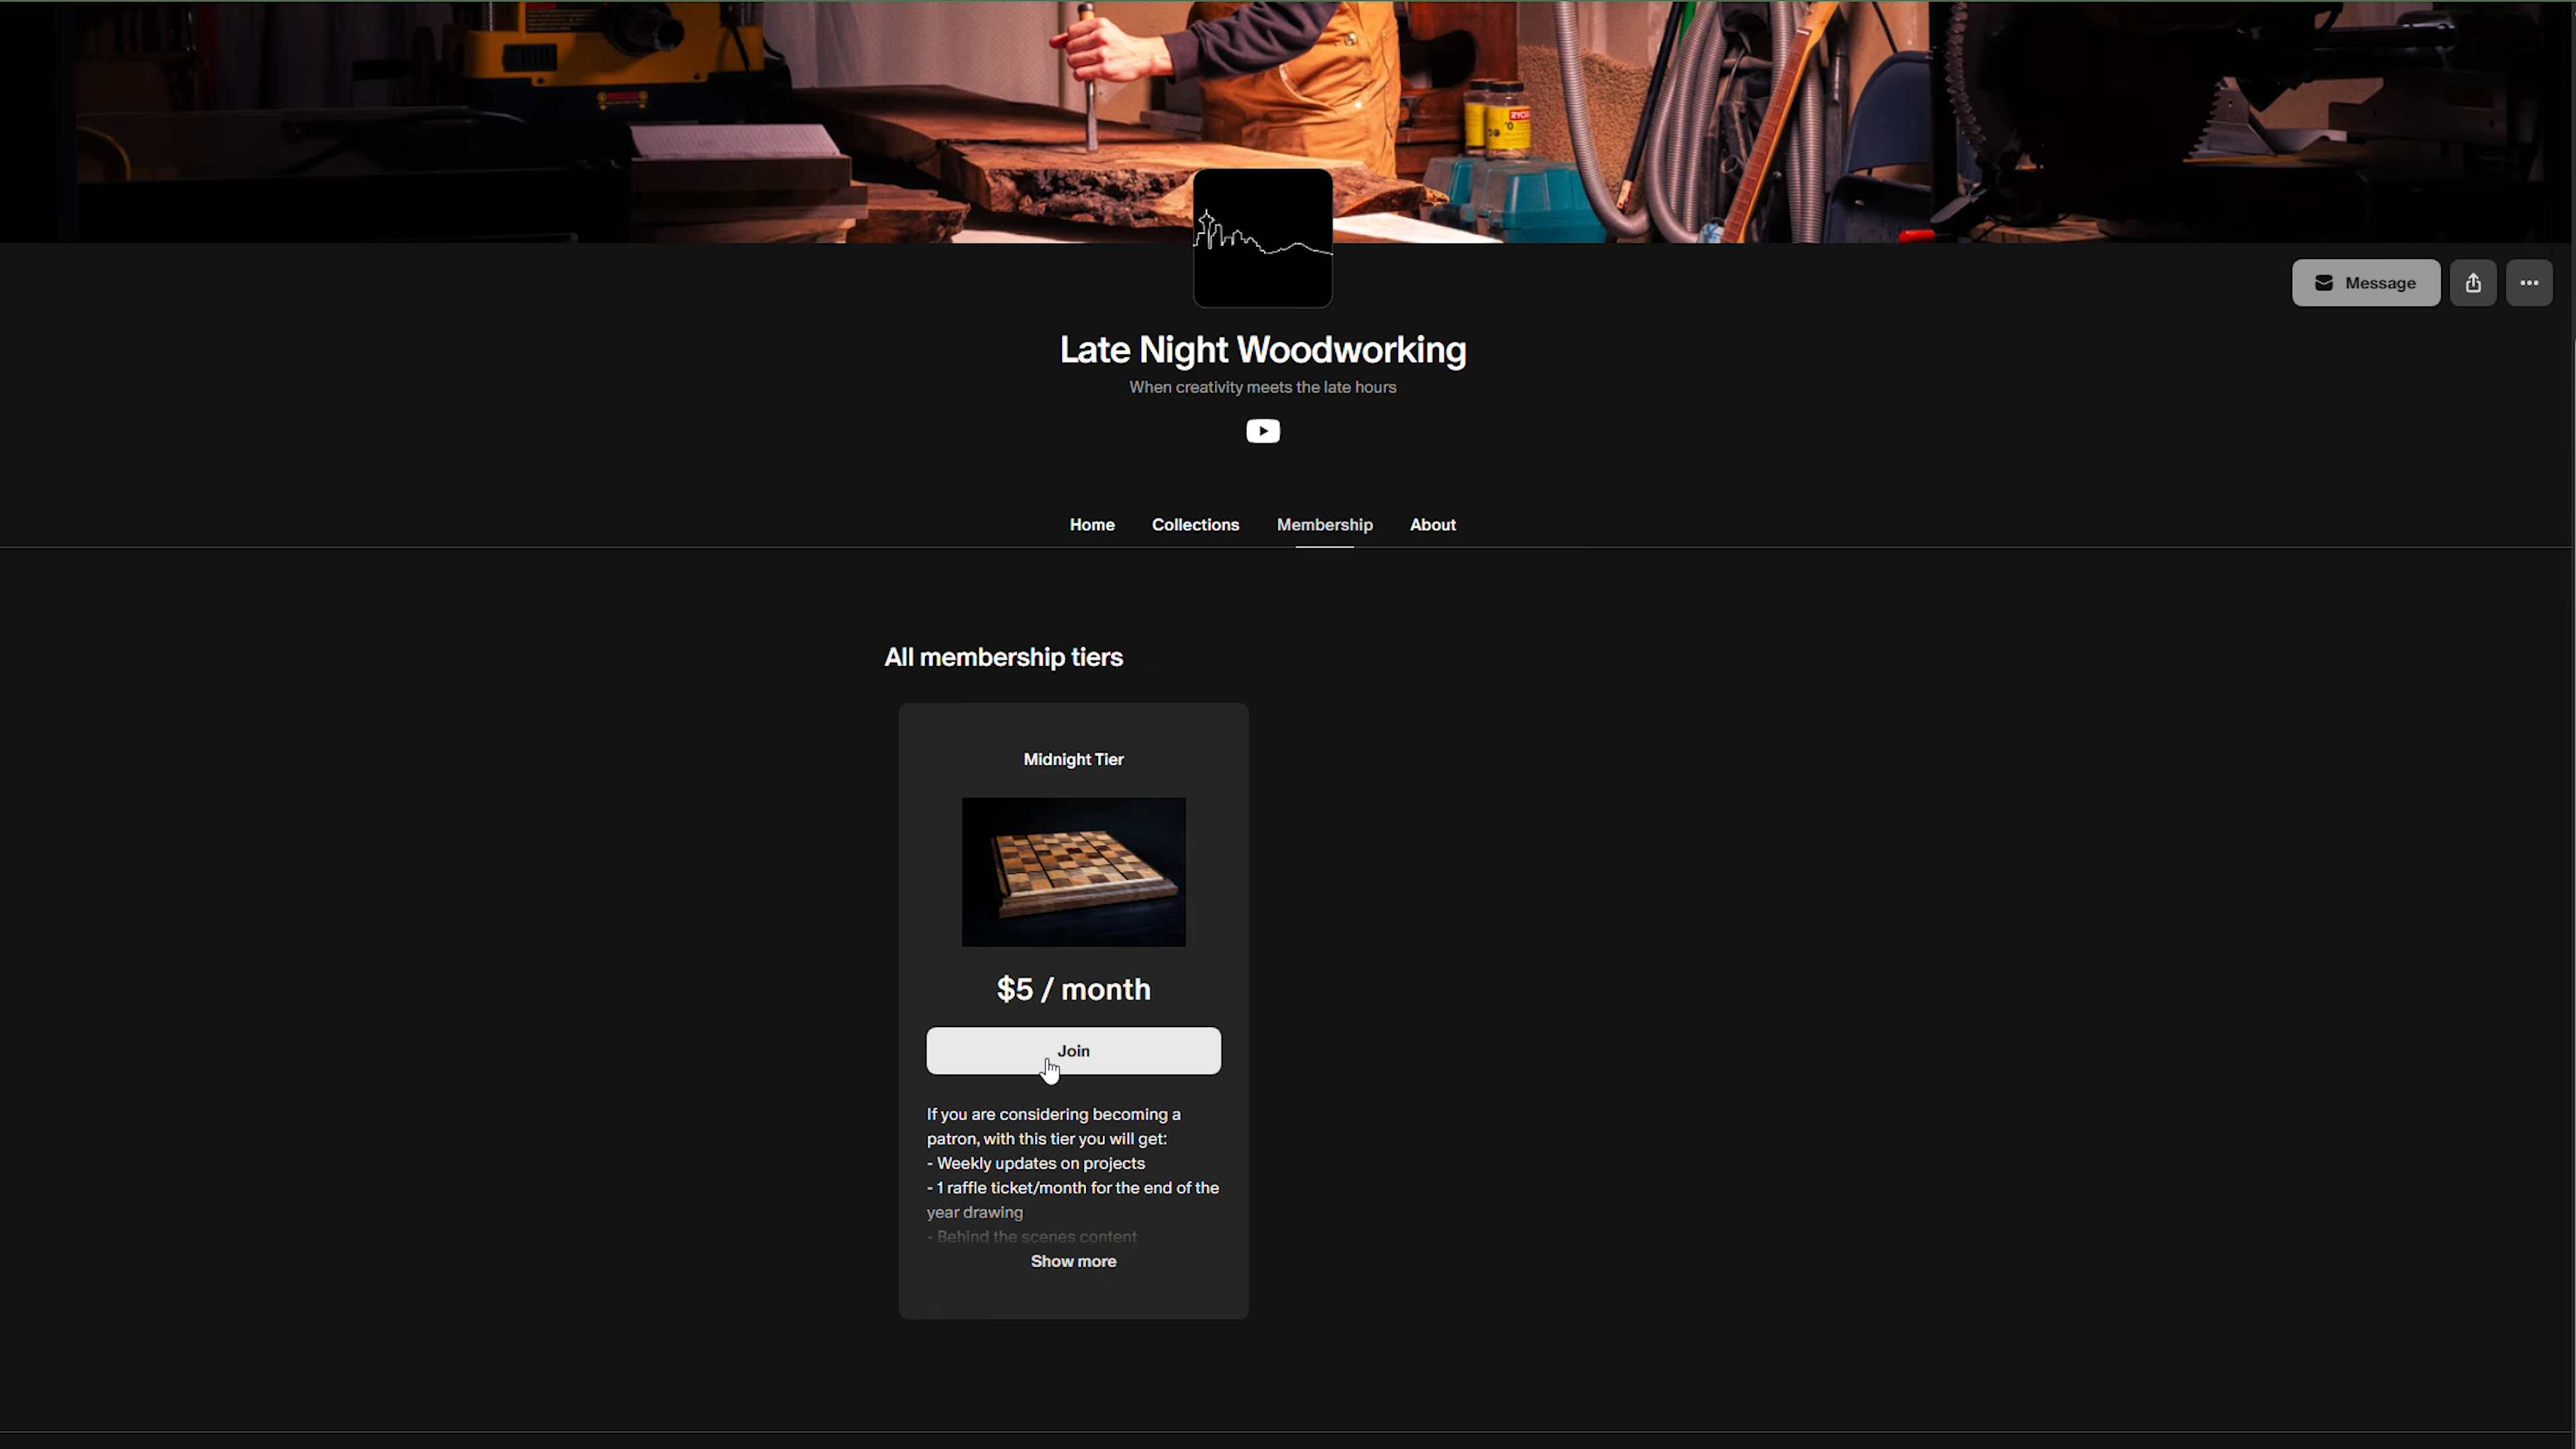 RYOBI
Message
Late Night Woodworking
When creativity meets the late hours
Home
Collections
Membership
About
All membership tiers
Midnight Tier
$5 / month
Join
If you are considering becoming a
patron, with this tier you will get:
- Weekly updates on projects
- 1 raffle ticket/month for the end of the
year drawing
- Behind the scenes content
Show more